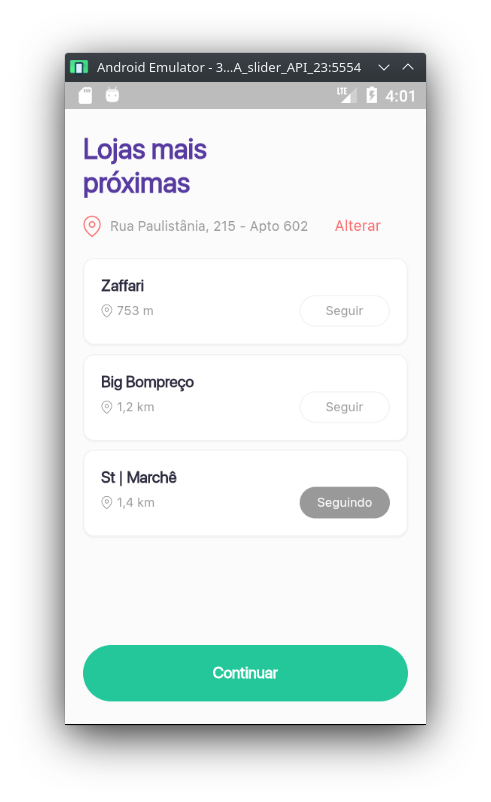 Android Emulator - 3...A_slider_API_23:5554
LTE 4:01
Lojas mais
próximas
Rua Paulistânia, 215 - Apto 602 Alterar
Zaffari
753 m Seguir
Big Bompreço
1,2 km Seguir
St | Marchê
1,4 km Seguindo
Continuar